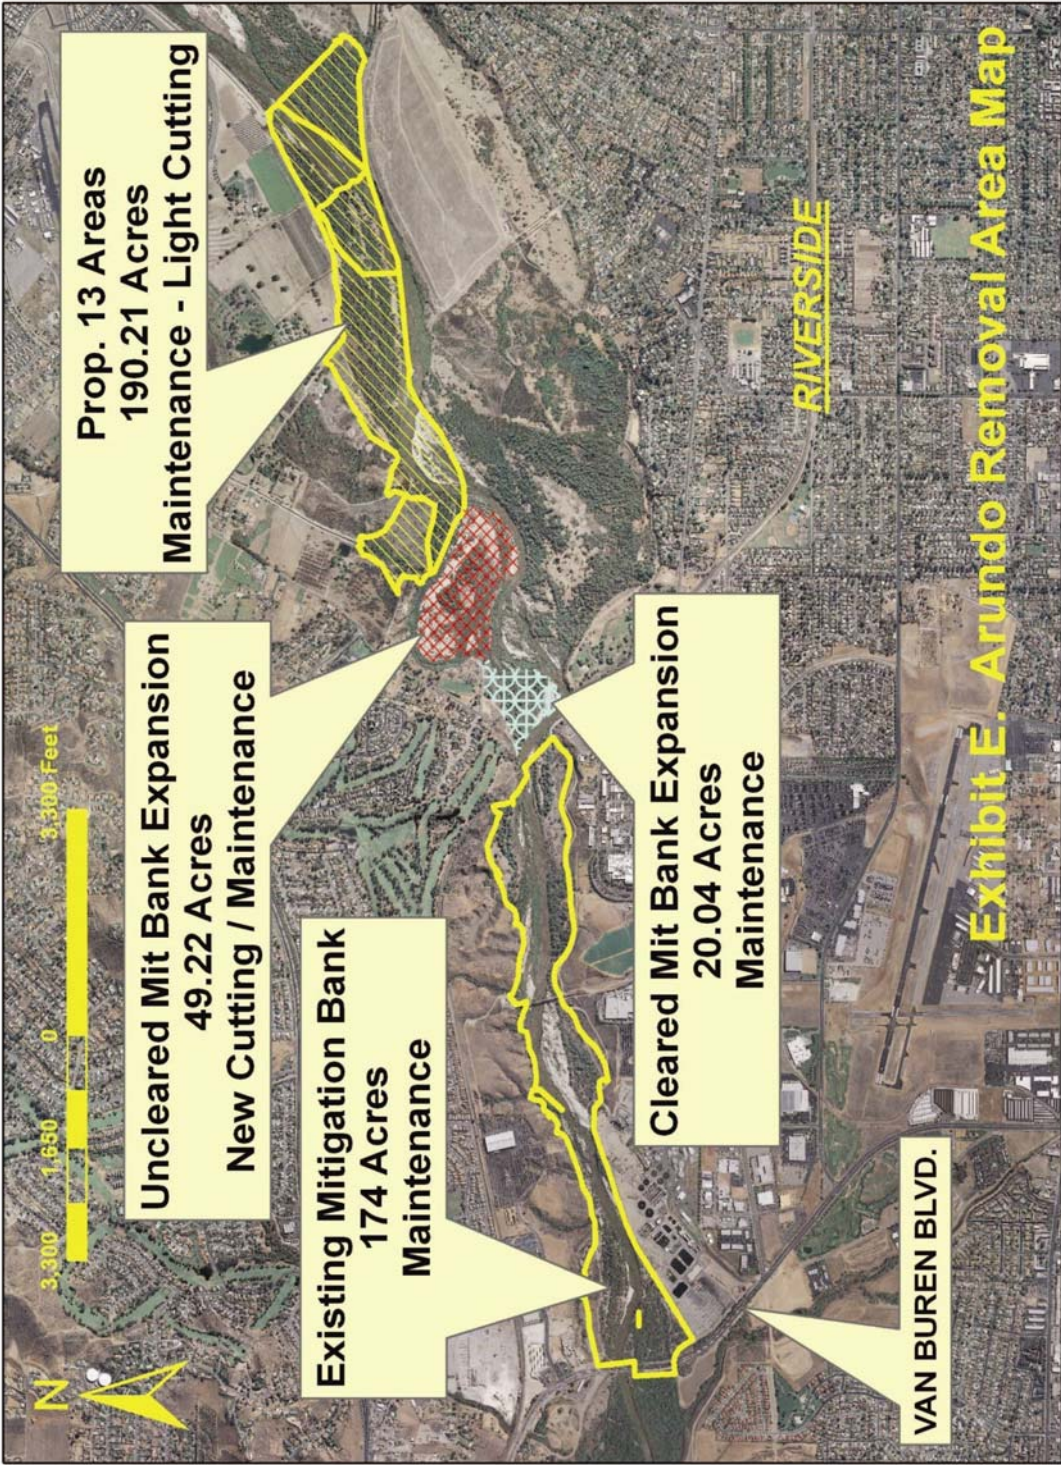 N
3,300 1,650 0 3,300 Feet
Prop. 13 Areas
190.21 Acres
Maintenance - Light Cutting
Uncleared Mit Bank Expansion
49.22 Acres
New Cutting / Maintenance
Existing Mitigation Bank
174 Acres
Maintenance
Cleared Mit Bank Expansion
20.04 Acres
Maintenance
RIVERSIDE
VAN BUREN BLVD.
Exhibit E. Arundo Removal Area Map